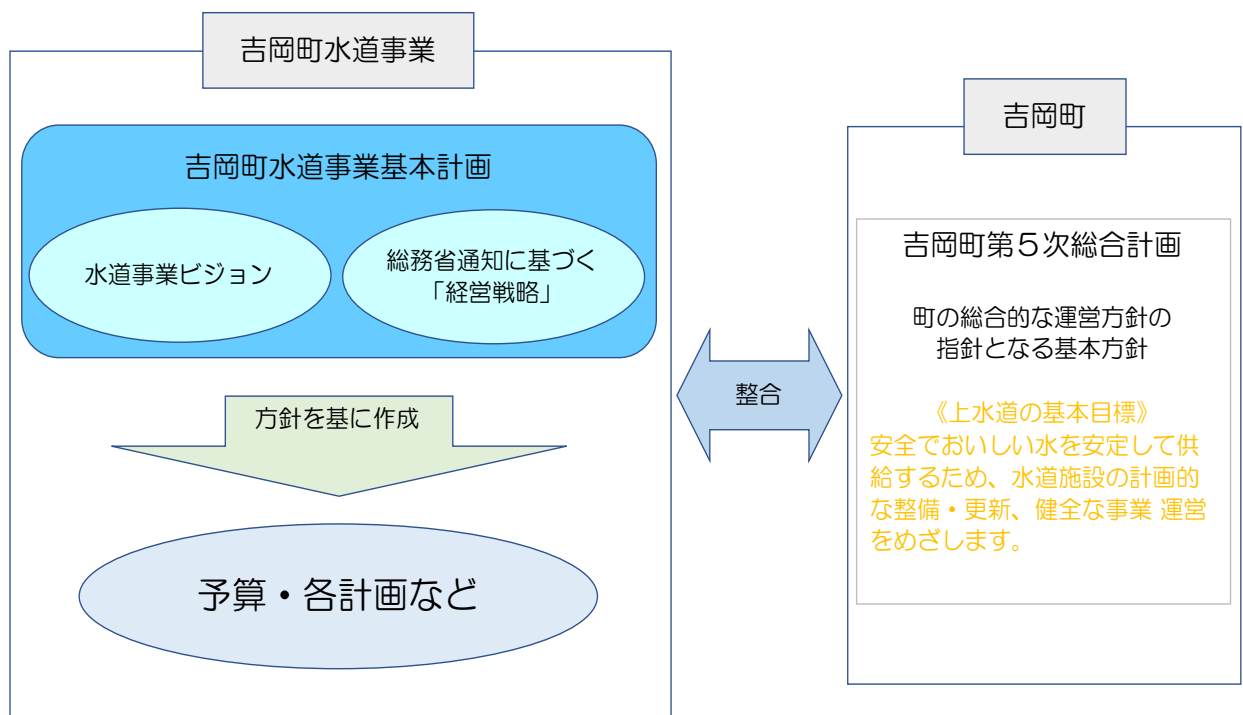 吉岡町水道事業
吉岡町水道事業基本計画
水道事業ビジョン
総務省通知に基づく
「経営戦略」
方針を基に作成
予算・各計画など
整合
吉岡町
吉岡町第５次総合計画
町の総合的な運営方針の
指針となる基本方針
《上水道の基本目標》
安全でおいしい水を安定して供
給するため、水道施設の計画的
な整備・更新、健全な事業 運営
をめざします。